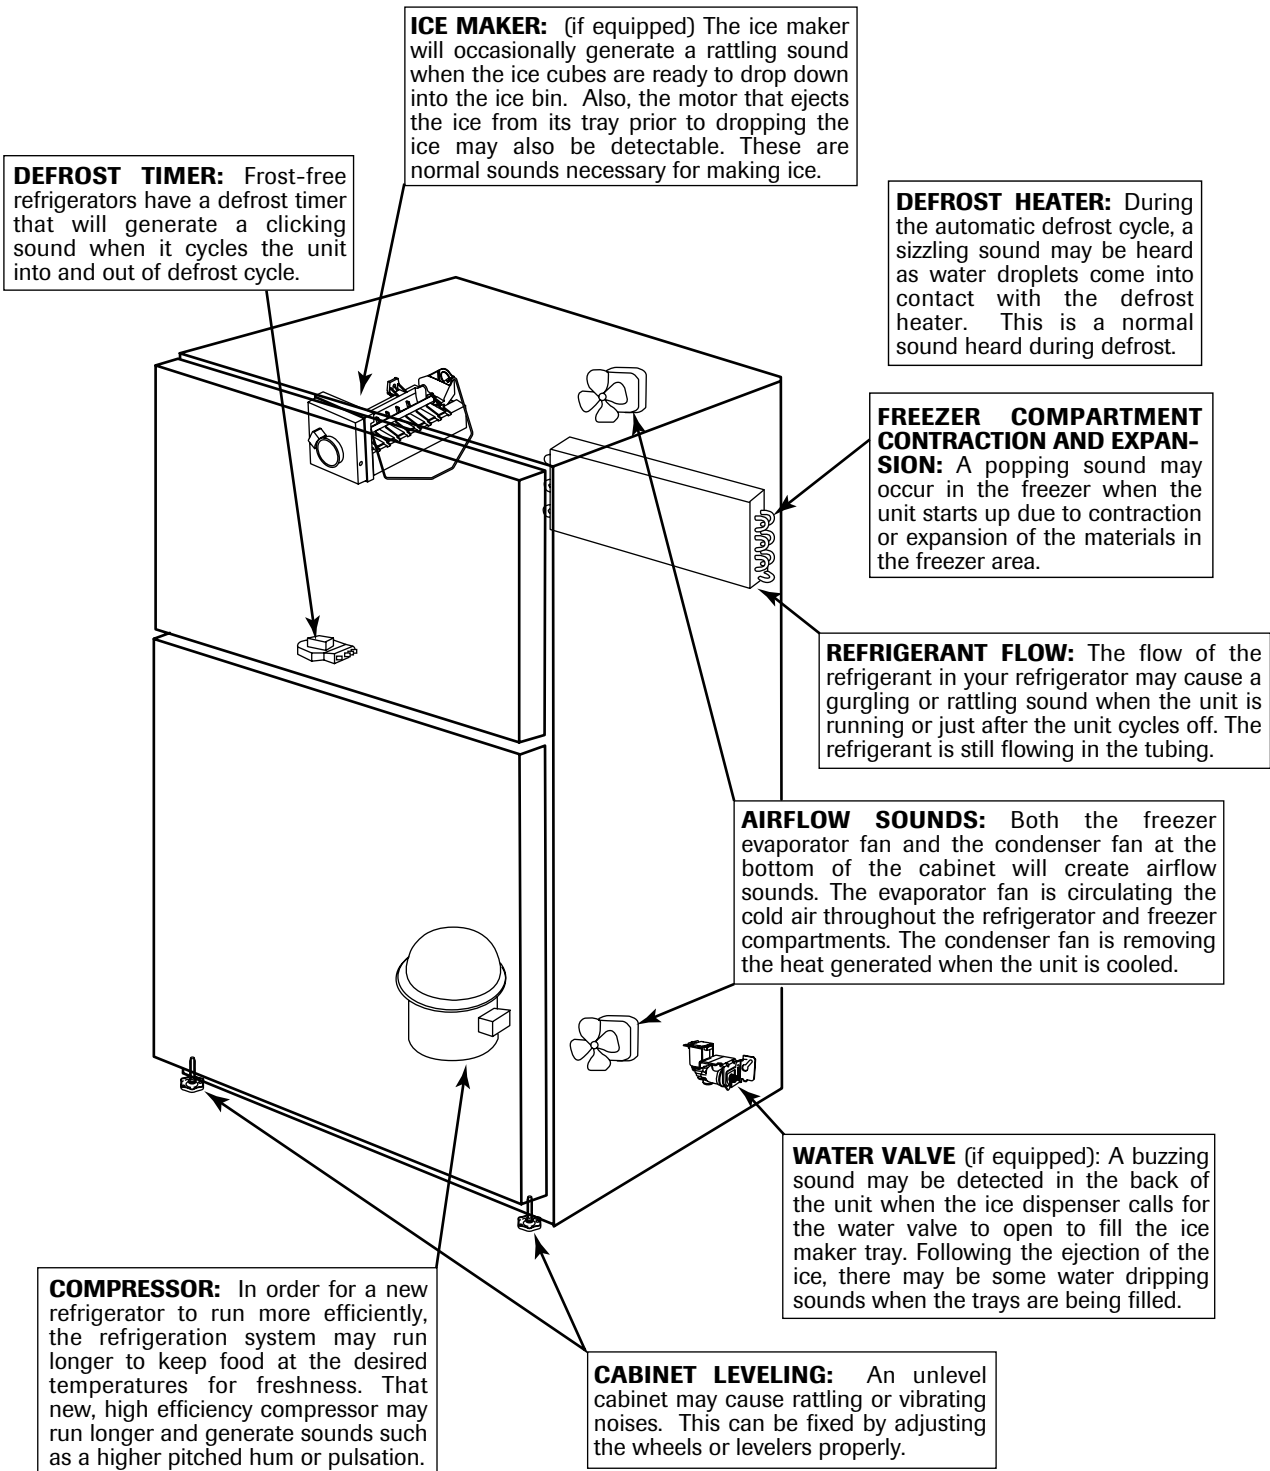 ICE MAKER: (if equipped) The ice maker
will occasionally generate a rattling sound
when the ice cubes are ready to drop down
into the ice bin. Also, the motor that ejects
the ice from its tray prior to dropping the
ice may also be detectable. These are
normal sounds necessary for making ice.
DEFROST TIMER: Frost-free
refrigerators have a defrost timer
that will generate a clicking
sound when it cycles the unit
into and out of defrost cycle.
DEFROST HEATER: During
the automatic defrost cycle, a
sizzling sound may be heard
as water droplets come into
contact with the defrost
heater. This is a normal
sound heard during defrost.
FREEZER COMPARTMENT
CONTRACTION AND EXPAN-
SION: A popping sound may
occur in the freezer when the
unit starts up due to contraction
or expansion of the materials in
the freezer area.
REFRIGERANT FLOW: The flow of the
refrigerant in your refrigerator may cause a
gurgling or rattling sound when the unit is
running or just after the unit cycles off. The
refrigerant is still flowing in the tubing.
AIRFLOW SOUNDS: Both the freezer
evaporator fan and the condenser fan at the
bottom of the cabinet will create airflow
sounds. The evaporator fan is circulating the
cold air throughout the refrigerator and freezer
compartments. The condenser fan is removing
the heat generated when the unit is cooled.
WATER VALVE (if equipped): A buzzing
sound may be detected in the back of
the unit when the ice dispenser calls for
the water valve to open to fill the ice
maker tray. Following the ejection of the
ice, there may be some water dripping
sounds when the trays are being filled.
COMPRESSOR: In order for a new
refrigerator to run more efficiently,
the refrigeration system may run
longer to keep food at the desired
temperatures for freshness. That
new, high efficiency compressor may
run longer and generate sounds such
as a higher pitched hum or pulsation.
CABINET LEVELING: An unlevel
cabinet may cause rattling or vibrating
noises. This can be fixed by adjusting
the wheels or levelers properly.